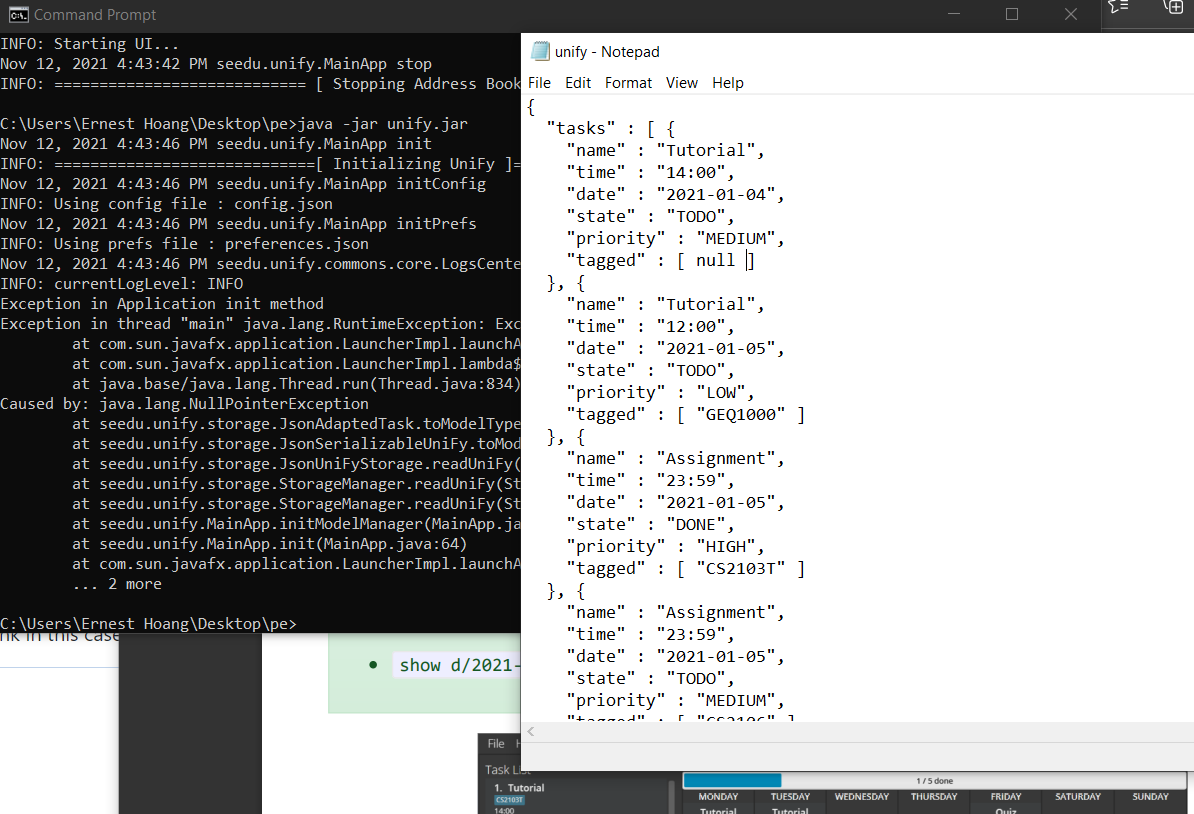 Command Prompt
INFO: Starting UI...
Nov 12, 2021 4:43:42 PM seedu.unify.MainApp stop
INFO: ============================ [ Stopping Address Book
C:\Users\Ernest Hoang\Desktop\pe>java -jar unify.jar
Nov 12, 2021 4:43:46 PM seedu.unify.MainApp init
INFO: =============================[ Initializing UniFy ]=
Nov 12, 2021 4:43:46 PM seedu.unify.MainApp initConfig
INFO: Using config file : config.json
Nov 12, 2021 4:43:46 PM seedu.unify.MainApp initPrefs
INFO: Using prefs file : preferences.json
Nov 12, 2021 4:43:46 PM seedu.unify.commons.core.LogsCente
INFO: currentLogLevel: INFO
Exception in Application init method
Exception in thread "main" java.lang.RuntimeException: Exc
at com.sun.javafx.application.LauncherImpl.launchA
at com.sun.javafx.application.LauncherImpl.lambda$
at java.base/java.lang.Thread.run(Thread.java:834)
Caused by: java.lang.NullPointerException
at seedu.unify.storage.JsonAdaptedTask.toModelType
at seedu.unify.storage.JsonSerializableUniFy.toMod
at seedu.unify.storage.JsonUniFyStorage.readUniFy(
at seedu.unify.storage.StorageManager.readUniFy(St
at seedu.unify.storage.StorageManager.readUniFy(St
at seedu.unify.MainApp.initModelManager(MainApp.ja
at seedu.unify.MainApp.init(MainApp.java:64)
at com.sun.javafx.application.LauncherImpl.launchA
... 2 more
C:\Users\Ernest Hoang\Desktop\pe>
unify - Notepad
File Edit Format View Help
{
"tasks" : [ {
"name" : "Tutorial",
"time" : "14:00",
"date" : "2021-01-04",
"state" : "TODO",
"priority" : "MEDIUM",
"tagged" : [ null ]
}, {
"name" : "Tutorial",
"time" : "12:00",
"date" : "2021-01-05",
"state" : "TODO",
"priority" : "LOW",
"tagged" : [ "GEQ1000" ]
}, {
"name" : "Assignment",
"time" : "23:59",
"date" : "2021-01-05",
"state" : "DONE",
"priority" : "HIGH",
"tagged" : [ "CS2103T" ]
}, {
"name" : "Assignment",
"time" : "23:59",
"date" : "2021-01-05",
"state" : "TODO",
"priority" : "MEDIUM",
"tagged" : [ "CS2106" ]
nk in this case
• show d/2021-
File
Task Lis
1. Tutorial
CS2103T
14:00
1 / 5 done
MONDAY TUESDAY WEDNESDAY THURSDAY FRIDAY SATURDAY SUNDAY
Tutorial Tutorial Quiz